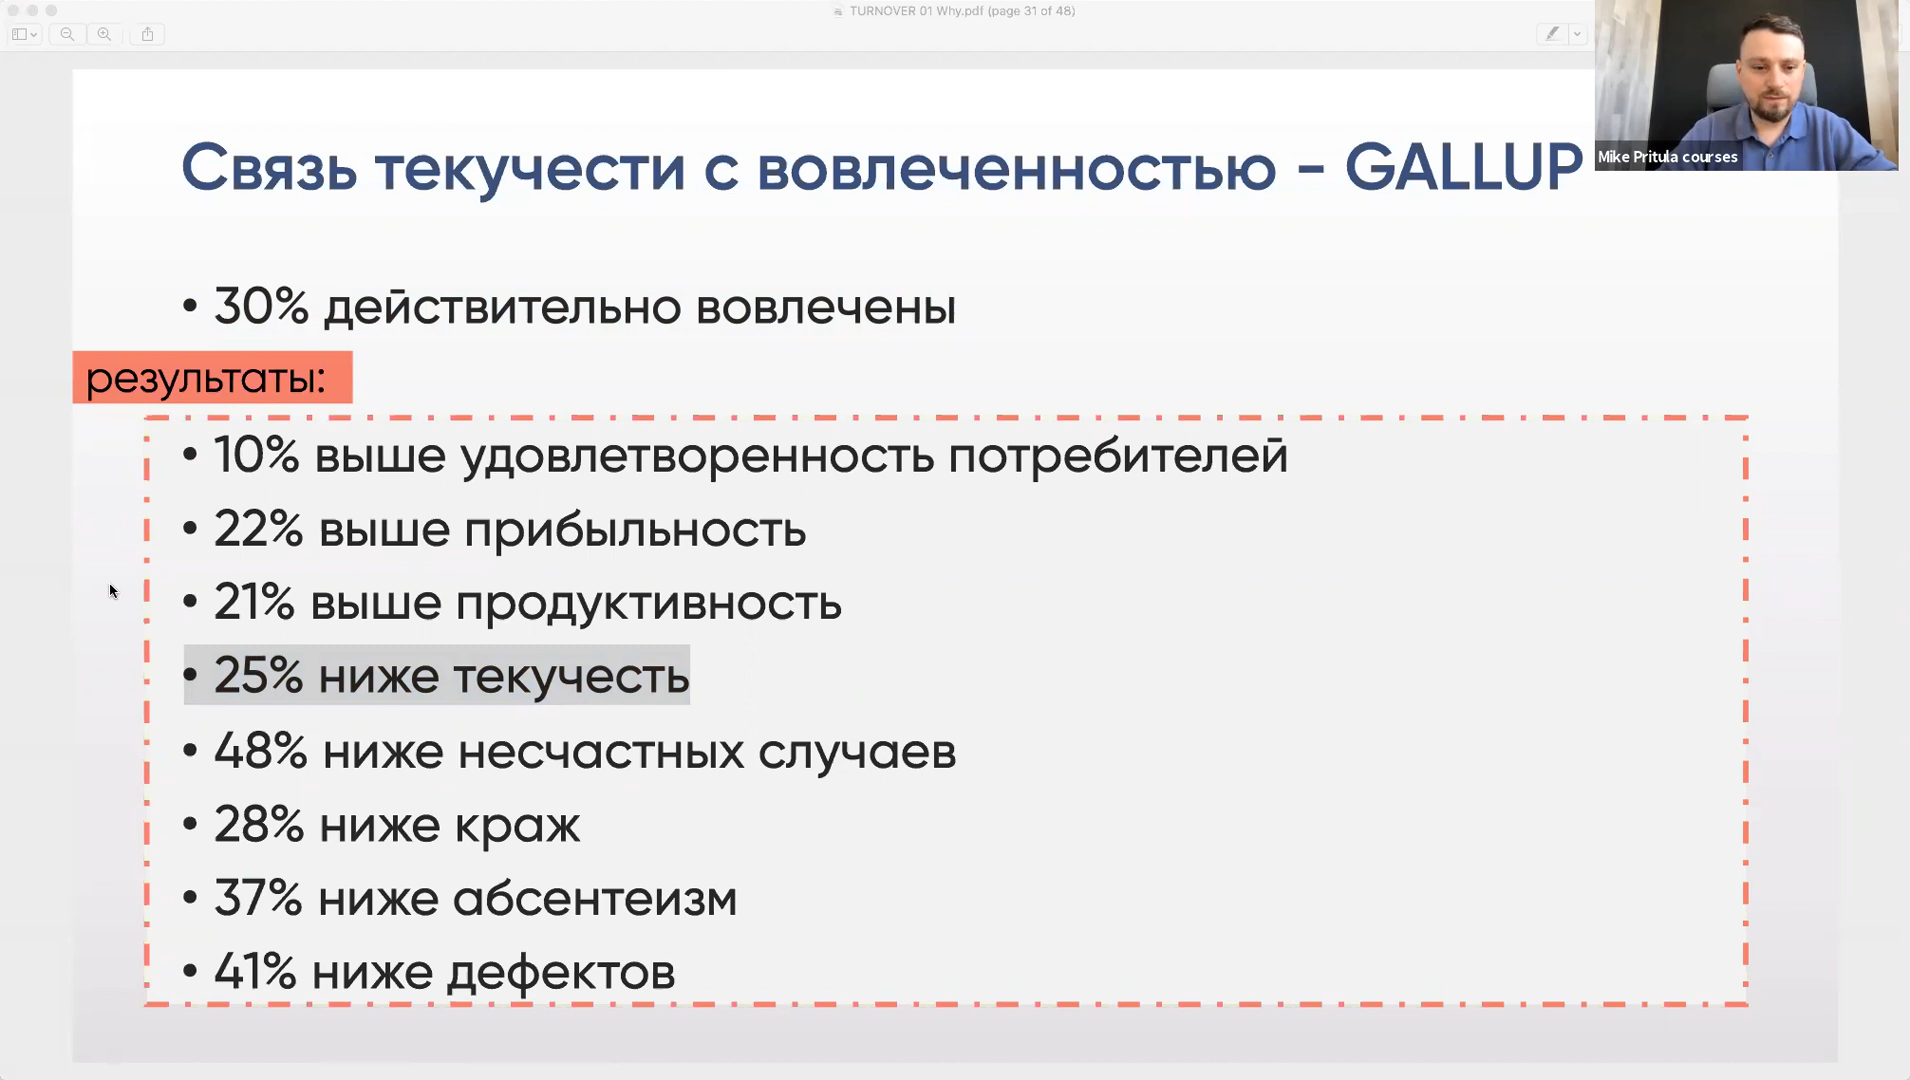 TURNOVER 01 Why.pdf (page 31 of 48)
Mike Pritula courses
Связь текучести с вовлеченностью - GALLUP
• 30% действительно вовлечены
результаты:
• 10% выше удовлетворенность потребителей
• 22% выше прибыльность
• 21% выше продуктивность
• 25% ниже текучесть
• 48% ниже несчастных случаев
• 28% ниже краж
• 37% ниже абсентеизм
• 41% ниже дефектов